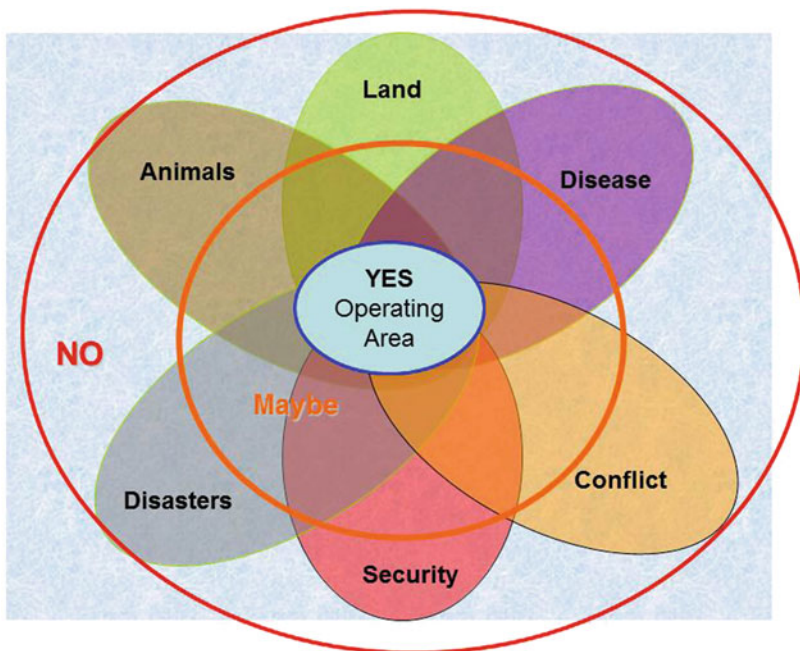 Land
Animals
Disease
YES
Operating
Area
NO
Maybe
Conflict
Disasters
Security